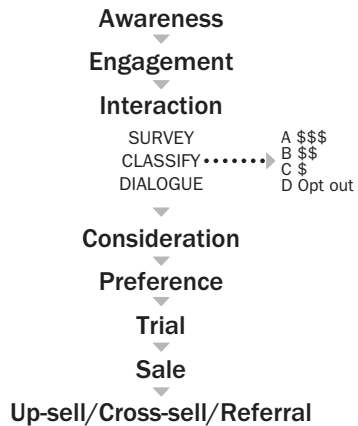 Awareness
Engagement
Interaction
SURVEY
CLASSIFY
DIALOGUE
A $$$
B $$
C $
D Opt out
Consideration
Preference
Trial
Sale
Up-sell/Cross-sell/Referral